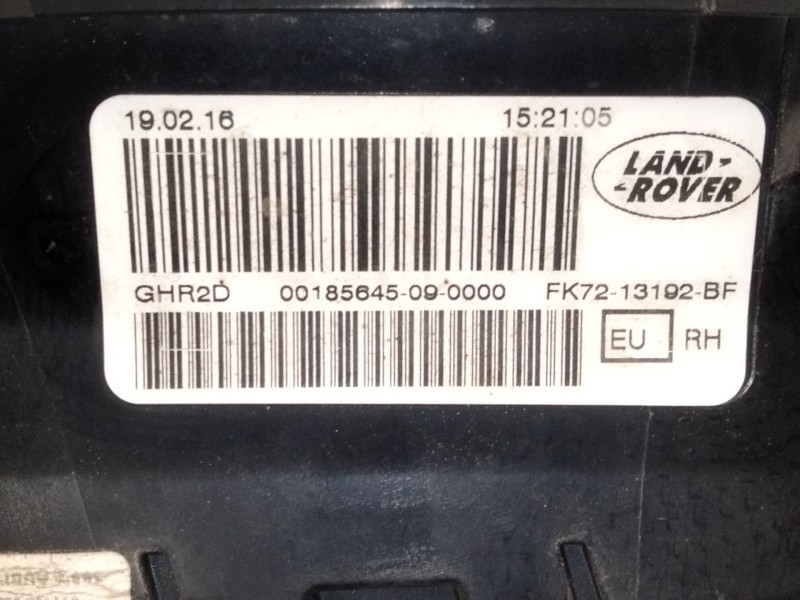 19.02.16 15:21:05
LAND-
-ROVER
GHR2D 00185645-09-0000 FK72-13192-BF
EU RH